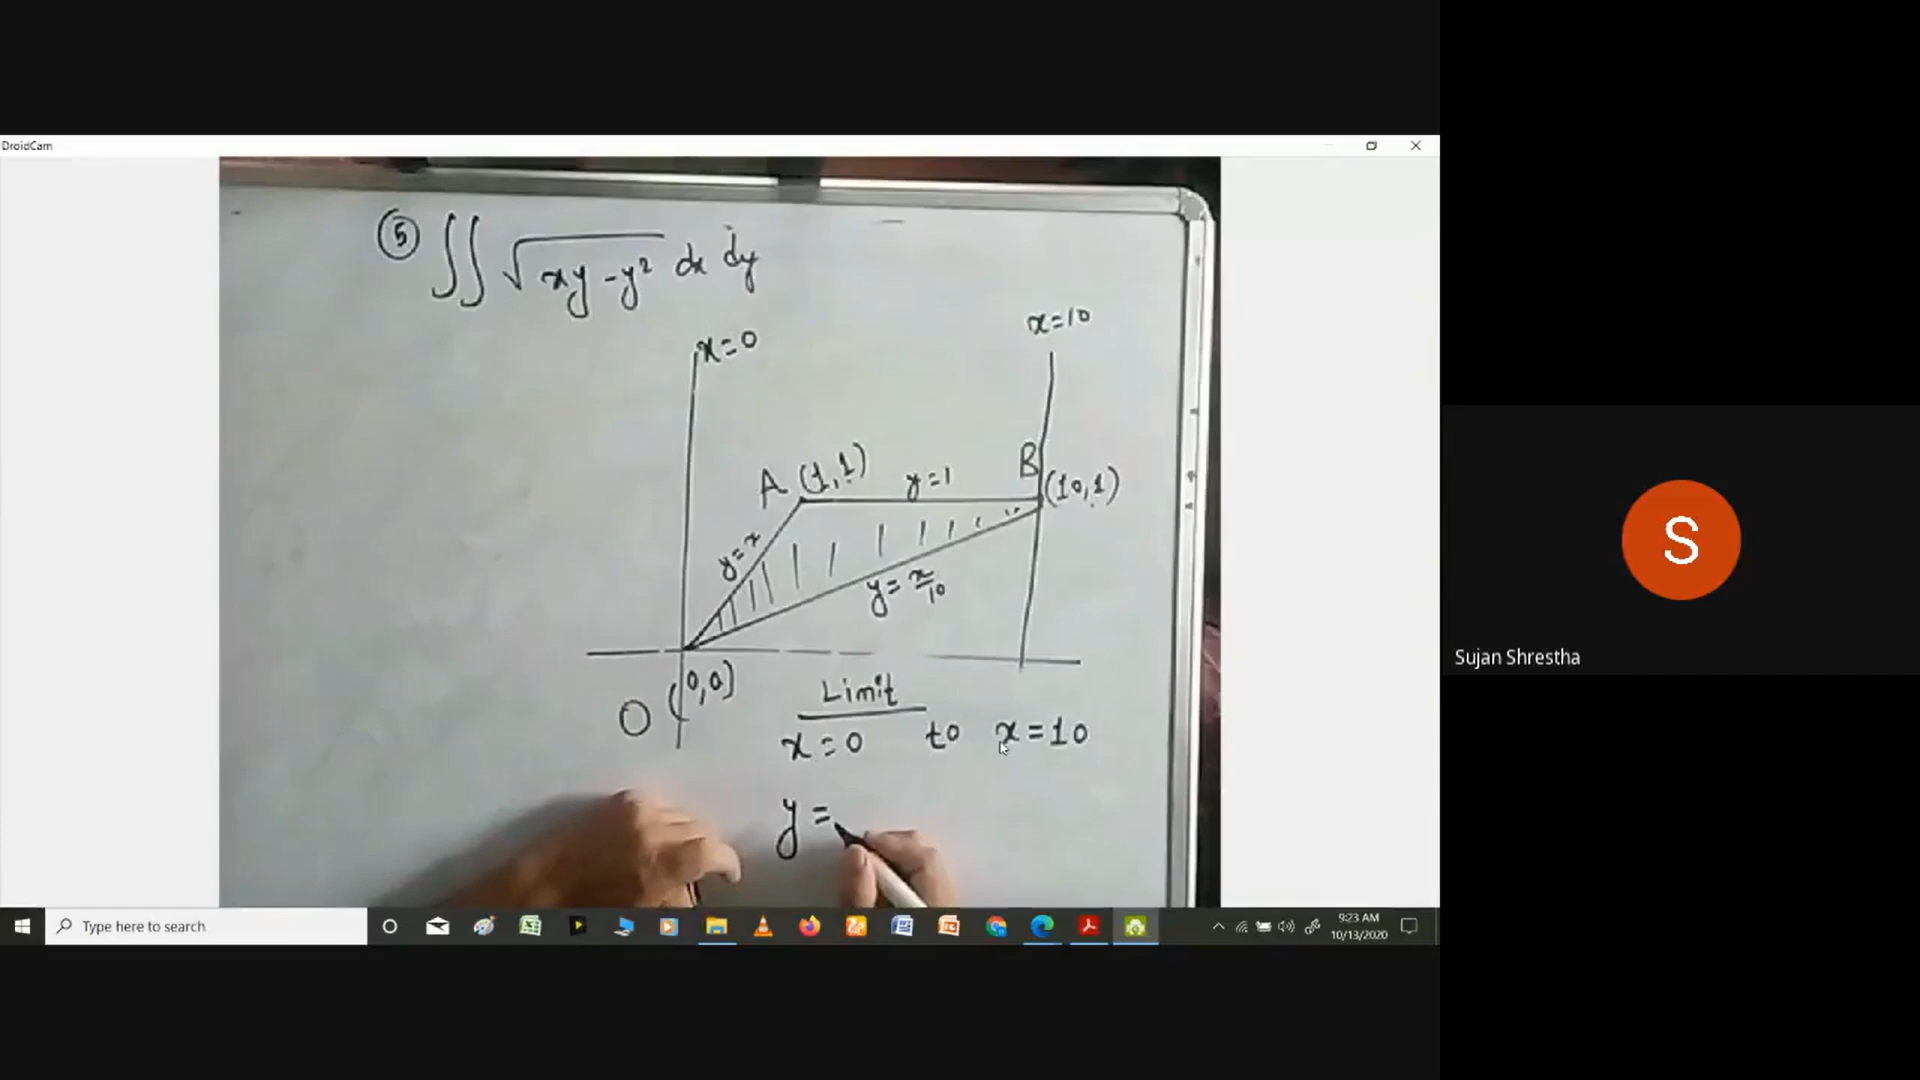 DroidCam
⑤ ∫∫ √xy-y² dx dy
x=0
x=10
A (1,1)
y=1
B
(10,1)
y=x
y=x/10
O (0,0)
Limit
x=0 to x=10
y=
S
Sujan Shrestha
Type here to search
9:23 AM
10/13/2020